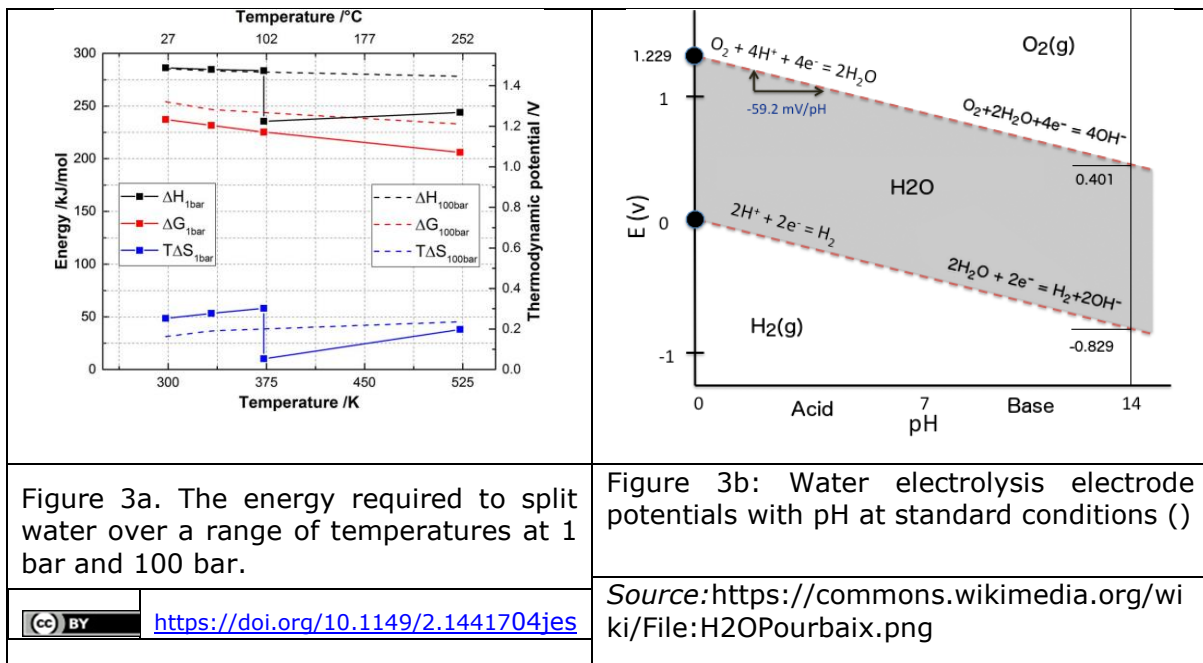 Temperature /°C
27 102 177 252
300
250
200
150
100
50
0
Energy /kJ/mol
1.4
1.2
1.0
0.8
0.6
0.4
0.2
0.0
Thermodynamic potential /V
ΔH1bar
ΔG1bar
TΔS1bar
ΔH100bar
ΔG100bar
TΔS100bar
300 375 450 525
Temperature /K
O2(g)
1.229
O2 + 4H+ + 4e- = 2H2O
1
-59.2 mV/pH
O2+2H2O+4e- = 4OH-
0.401
H2O
E (v)
0
2H+ + 2e- = H2
2H2O + 2e- = H2+2OH-
H2(g)
-0.829
-1
0 Acid 7 Base 14
pH
Figure 3a. The energy required to split
water over a range of temperatures at 1
bar and 100 bar.
Figure 3b: Water electrolysis electrode
potentials with pH at standard conditions ()
cc BY
https://doi.org/10.1149/2.1441704jes
Source:https://commons.wikimedia.org/wi
ki/File:H2OPourbaix.png